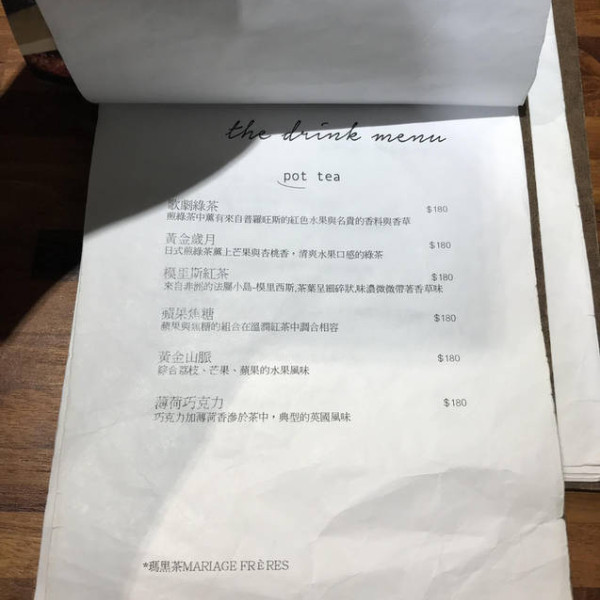 the drink menu
pot tea
歌劇綠茶 $180
煎綠茶中薰有來自普羅旺斯的紅色水果與名貴的香料與香草
黃金歲月 $180
日式煎綠茶薰上芒果與杏桃香，清爽水果口感的綠茶
模里斯紅茶 $180
來自非洲的法屬小島-模里西斯,茶葉呈細碎狀,味濃微微帶著香草味
蘋果焦糖 $180
蘋果與焦糖的組合在溫潤紅茶中調合相容
黃金山脈 $180
綜合荔枝、芒果、蘋果的水果風味
薄荷巧克力 $180
巧克力加薄荷香滲於茶中，典型的英國風味
*瑪黑茶MARIAGE FRÈRES